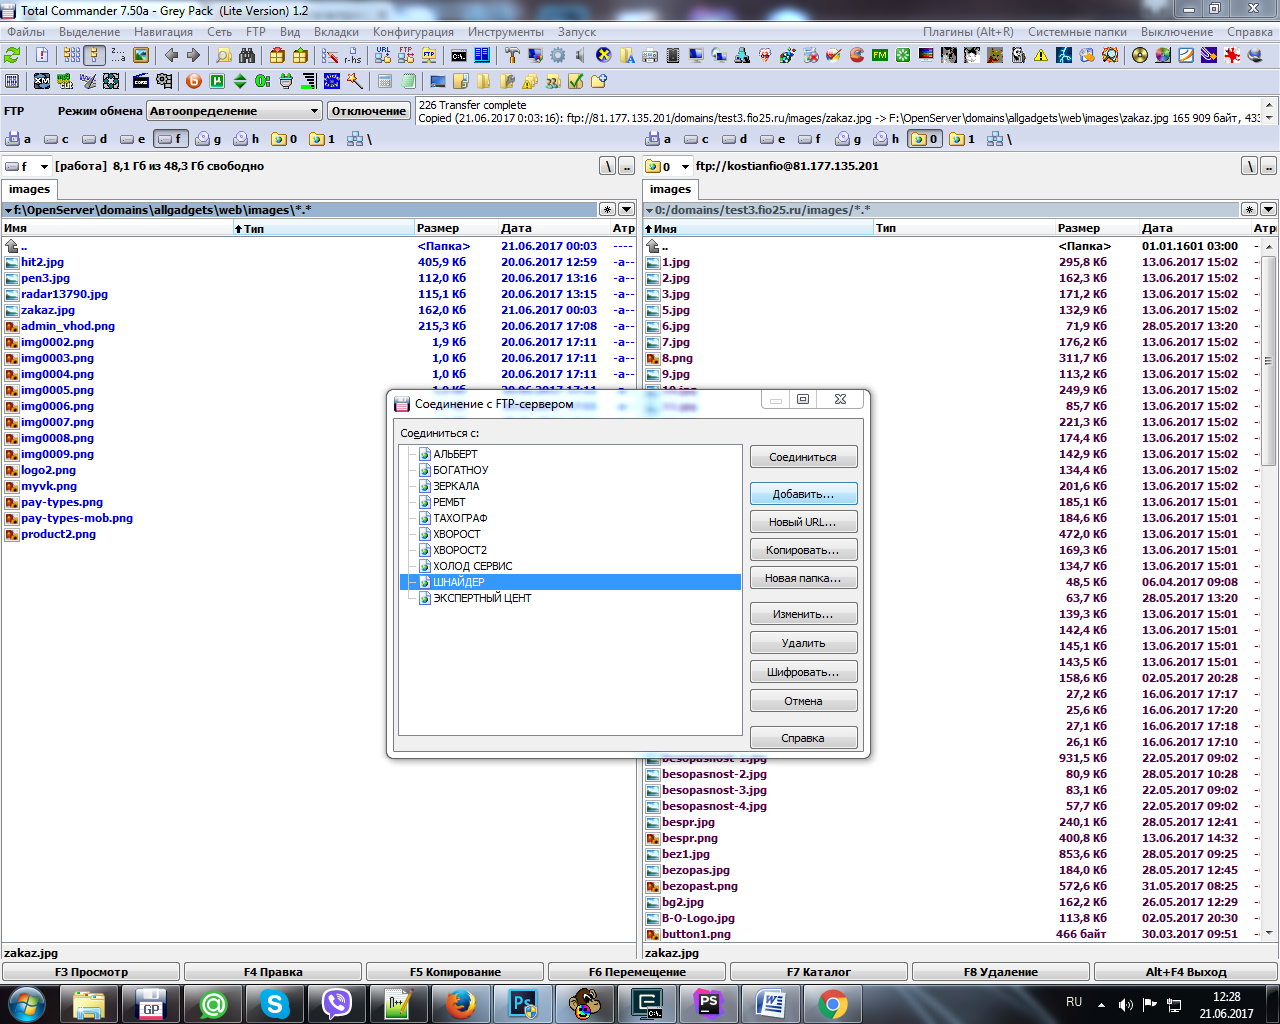 Total Commander 7.50a - Grey Pack (Lite Version) 1.2
Файлы Выделение Навигация Сеть FTP Вид Вкладки Конфигурация Инструменты Запуск Плагины (Alt+R) Системные папки Выключение Справка
FTP Режим обмена Автоопределение Отключение
226 Transfer complete
Copied (21.06.2017 0:03:16): ftp://81.177.135.201/domains/test3.fio25.ru/images/zakaz.jpg -> F:\OpenServer\domains\allgadgets\web\images\zakaz.jpg 165 909 байт, 433
a c d e f g h 0 1 \
a c d e f g h 0 1 \
f [работа] 8,1 Гб из 48,3 Гб свободно \ ..
0 ftp://kostianfio@81.177.135.201 \ ..
images
images
f:\OpenServer\domains\allgadgets\web\images\*.* *
0:/domains/test3.fio25.ru/images/*.* *
Имя Тип Размер Дата Атр
.. <Папка> 21.06.2017 00:03 ----
hit2.jpg 405,9 Кб 20.06.2017 12:59 -a--
pen3.jpg 112,0 Кб 20.06.2017 13:16 -a--
radar13790.jpg 115,1 Кб 20.06.2017 13:15 -a--
zakaz.jpg 162,0 Кб 21.06.2017 00:03 -a--
admin_vhod.png 215,3 Кб 20.06.2017 17:08 -a--
img0002.png 1,9 Кб 20.06.2017 17:11 -a--
img0003.png 1,0 Кб 20.06.2017 17:11 -a--
img0004.png 1,0 Кб 20.06.2017 17:11 -a--
img0005.png 1,0 Кб 20.06.2017 17:11 -a--
img0006.png
img0007.png
img0008.png
img0009.png
logo2.png
myvk.png
pay-types.png
pay-types-mob.png
product2.png
Имя Тип Размер Дата Атри
.. <Папка> 01.01.1601 03:00 -
1.jpg 295,8 Кб 13.06.2017 15:02 -
2.jpg 162,3 Кб 13.06.2017 15:02 -
3.jpg 171,2 Кб 13.06.2017 15:02 -
5.jpg 132,9 Кб 13.06.2017 15:02 -
6.jpg 71,9 Кб 28.05.2017 13:20 -
7.jpg 176,2 Кб 13.06.2017 15:02 -
8.png 311,7 Кб 13.06.2017 15:02 -
9.jpg 113,2 Кб 13.06.2017 15:02 -
249,9 Кб 13.06.2017 15:02 -
85,7 Кб 13.06.2017 15:02 -
221,3 Кб 13.06.2017 15:02 -
174,4 Кб 13.06.2017 15:02 -
142,9 Кб 13.06.2017 15:02 -
134,4 Кб 13.06.2017 15:02 -
201,6 Кб 13.06.2017 15:02 -
185,1 Кб 13.06.2017 15:01 -
184,6 Кб 13.06.2017 15:01 -
472,0 Кб 13.06.2017 15:01 -
169,3 Кб 13.06.2017 15:01 -
134,7 Кб 13.06.2017 15:01 -
48,5 Кб 06.04.2017 09:08 -
63,7 Кб 28.05.2017 13:20 -
139,3 Кб 13.06.2017 15:01 -
142,4 Кб 13.06.2017 15:01 -
145,1 Кб 13.06.2017 15:01 -
143,5 Кб 13.06.2017 15:01 -
158,6 Кб 02.05.2017 20:28 -
27,2 Кб 16.06.2017 17:17 -
25,6 Кб 16.06.2017 17:20 -
27,1 Кб 16.06.2017 17:18 -
26,1 Кб 16.06.2017 17:10 -
besopasnost-1.jpg 931,5 Кб 22.05.2017 09:02 -
besopasnost-2.jpg 80,9 Кб 28.05.2017 10:28 -
besopasnost-3.jpg 83,1 Кб 22.05.2017 09:02 -
besopasnost-4.jpg 57,7 Кб 22.05.2017 09:02 -
bespr.jpg 240,1 Кб 28.05.2017 12:41 -
bespr.png 400,8 Кб 13.06.2017 14:32 -
bez1.jpg 853,6 Кб 28.05.2017 09:25 -
bezopas.jpg 184,0 Кб 28.05.2017 12:45 -
bezopast.png 572,6 Кб 31.05.2017 08:25 -
bg2.jpg 162,2 Кб 26.05.2017 12:29 -
B-O-Logo.jpg 113,8 Кб 02.05.2017 20:30 -
button1.png 466 байт 30.03.2017 09:51 -
Соединение с FTP-сервером
Соединиться с:
АЛЬБЕРТ
БОГАТНОУ
ЗЕРКАЛА
РЕМБТ
ТАХОГРАФ
ХВОРОСТ
ХВОРОСТ2
ХОЛОД СЕРВИС
ШНАЙДЕР
ЭКСПЕРТНЫЙ ЦЕНТ
Соединиться
Добавить...
Новый URL...
Копировать...
Новая папка...
Изменить...
Удалить
Шифровать...
Отмена
Справка
zakaz.jpg
zakaz.jpg
F3 Просмотр F4 Правка F5 Копирование F6 Перемещение F7 Каталог F8 Удаление Alt+F4 Выход
RU 12:28
21.06.2017